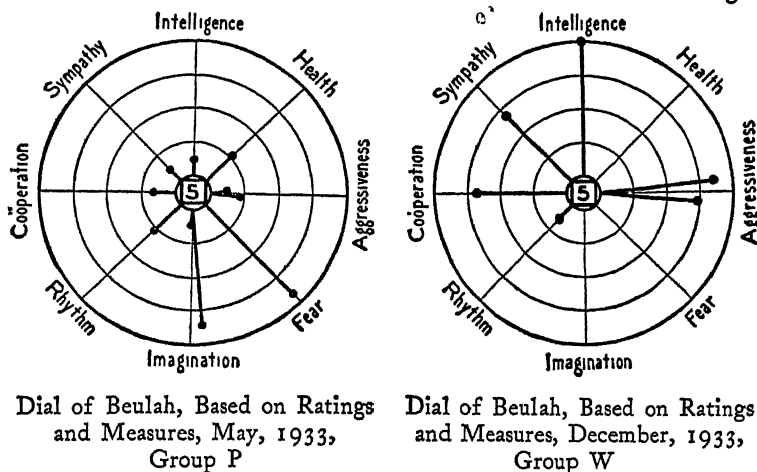 Intelligence
Health
Aggressiveness
Fear
Imagination
Rhythm
Cooperation
Sympathy
5
Dial of Beulah, Based on Ratings
and Measures, May, 1933,
Group P
Intelligence
Health
Aggressiveness
Fear
Imagination
Rhythm
Cooperation
Sympathy
5
Dial of Beulah, Based on Ratings
and Measures, December, 1933,
Group W